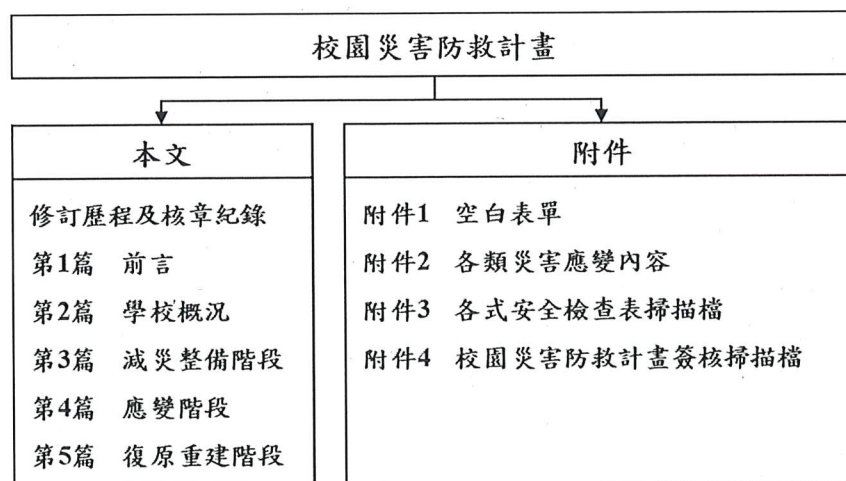 校園災害防救計畫
本文
修訂歷程及核章紀錄
第1篇 前言
第2篇 學校概況
第3篇 減災整備階段
第4篇 應變階段
第5篇 復原重建階段
附件
附件1 空白表單
附件2 各類災害應變內容
附件3 各式安全檢查表掃描檔
附件4 校園災害防救計畫簽核掃描檔